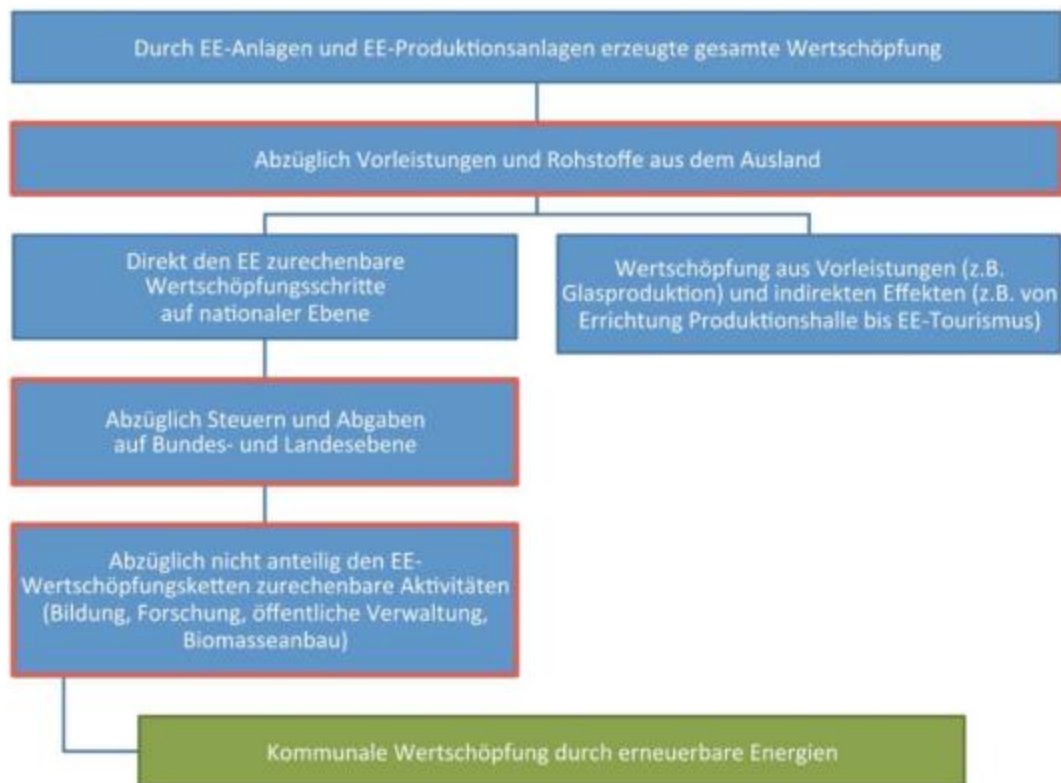 Durch EE-Anlagen und EE-Produktionsanlagen erzeugte gesamte Wertschöpfung
Abzüglich Vorleistungen und Rohstoffe aus dem Ausland
Direkt den EE zurechenbare
Wertschöpfungsschritte
auf nationaler Ebene
Wertschöpfung aus Vorleistungen (z.B.
Glasproduktion) und indirekten Effekten (z.B. von
Errichtung Produktionshalle bis EE-Tourismus)
Abzüglich Steuern und Abgaben
auf Bundes- und Landesebene
Abzüglich nicht anteilig den EE-
Wertschöpfungsketten zurechenbare Aktivitäten
(Bildung, Forschung, öffentliche Verwaltung,
Biomasseanbau)
Kommunale Wertschöpfung durch erneuerbare Energien